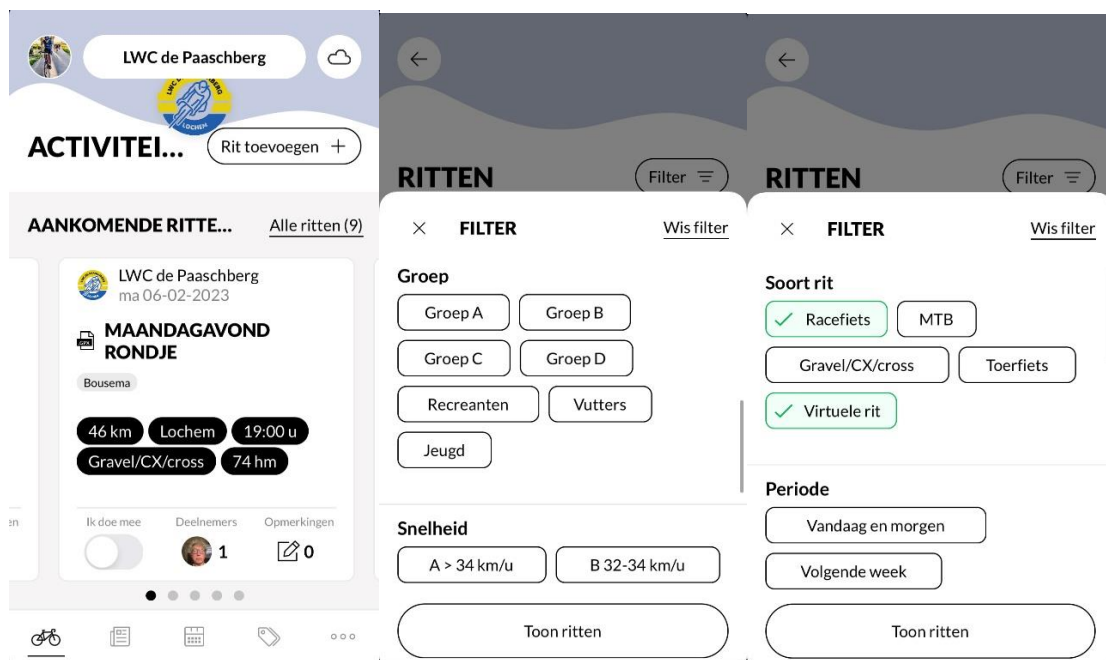 LWC de Paaschberg
LOCHEM
ACTIVITEI...
Rit toevoegen +
AANKOMENDE RITTE...
Alle ritten (9)
LWC de Paaschberg
ma 06-02-2023
MAANDAGAVOND
RONDJE
Bousema
46 km
Lochem
19:00 u
Gravel/CX/cross
74 hm
en
Ik doe mee
Deelnemers
Opmerkingen
1
0
RITTEN
Filter
FILTER
Wis filter
Groep
Groep A
Groep B
Groep C
Groep D
Recreanten
Vutters
Jeugd
Snelheid
A > 34 km/u
B 32-34 km/u
Toon ritten
RITTEN
Filter
FILTER
Wis filter
Soort rit
Racefiets
MTB
Gravel/CX/cross
Toerfiets
Virtuele rit
Periode
Vandaag en morgen
Volgende week
Toon ritten